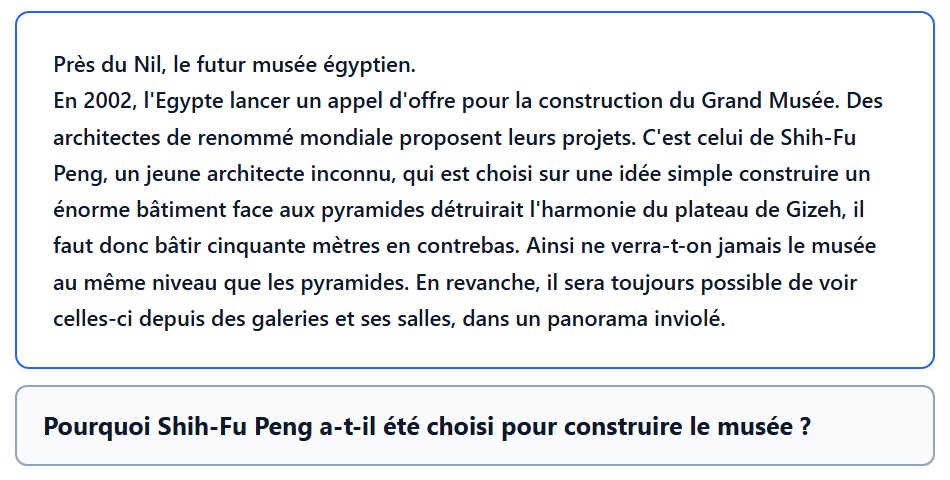 Près du Nil, le futur musée égyptien.
En 2002, l'Egypte lancer un appel d'offre pour la construction du Grand Musée. Des
architectes de renommé mondiale proposent leurs projets. C'est celui de Shih-Fu
Peng, un jeune architecte inconnu, qui est choisi sur une idée simple construire un
énorme bâtiment face aux pyramides détruirait l'harmonie du plateau de Gizeh, il
faut donc bâtir cinquante mètres en contrebas. Ainsi ne verra-t-on jamais le musée
au même niveau que les pyramides. En revanche, il sera toujours possible de voir
celles-ci depuis des galeries et ses salles, dans un panorama inviolé.
Pourquoi Shih-Fu Peng a-t-il été choisi pour construire le musée ?